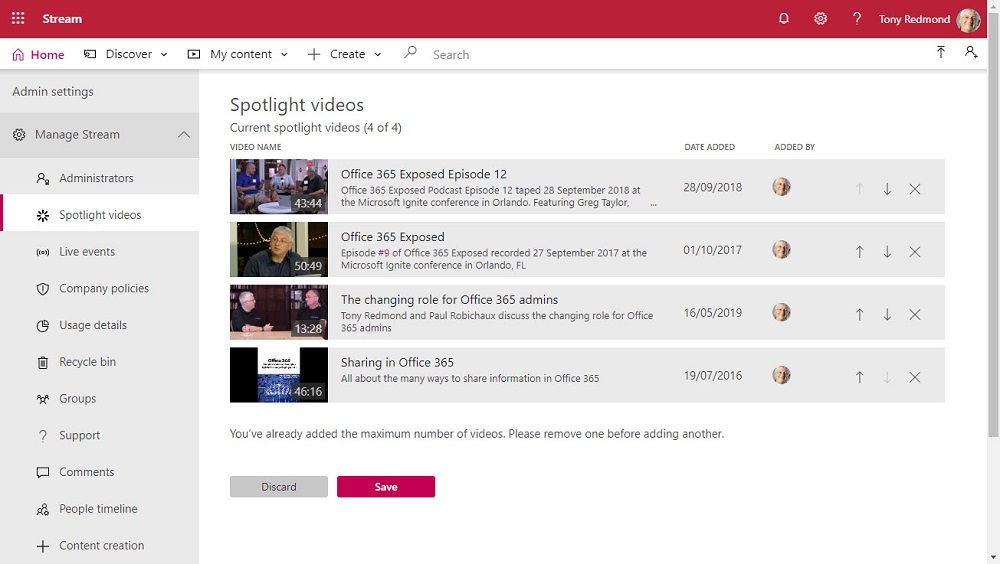 Stream
Tony Redmond
Home
Discover
My content
Create
Search
Admin settings
Manage Stream
Administrators
Spotlight videos
Live events
Company policies
Usage details
Recycle bin
Groups
Support
Comments
People timeline
Content creation
Spotlight videos
Current spotlight videos (4 of 4)
VIDEO NAME DATE ADDED ADDED BY
43:44
Office 365 Exposed Episode 12
Office 365 Exposed Podcast Episode 12 taped 28 September 2018 at
the Microsoft Ignite conference in Orlando. Featuring Greg Taylor, ...
28/09/2018
50:49
Office 365 Exposed
Episode #9 of Office 365 Exposed recorded 27 September 2017 at the
Microsoft Ignite conference in Orlando, FL
01/10/2017
13:28
The changing role for Office 365 admins
Tony Redmond and Paul Robichaux discuss the changing role for Office
365 admins
16/05/2019
Office 365
46:16
Sharing in Office 365
All about the many ways to share information in Office 365
19/07/2016
You've already added the maximum number of videos. Please remove one before adding another.
Discard
Save